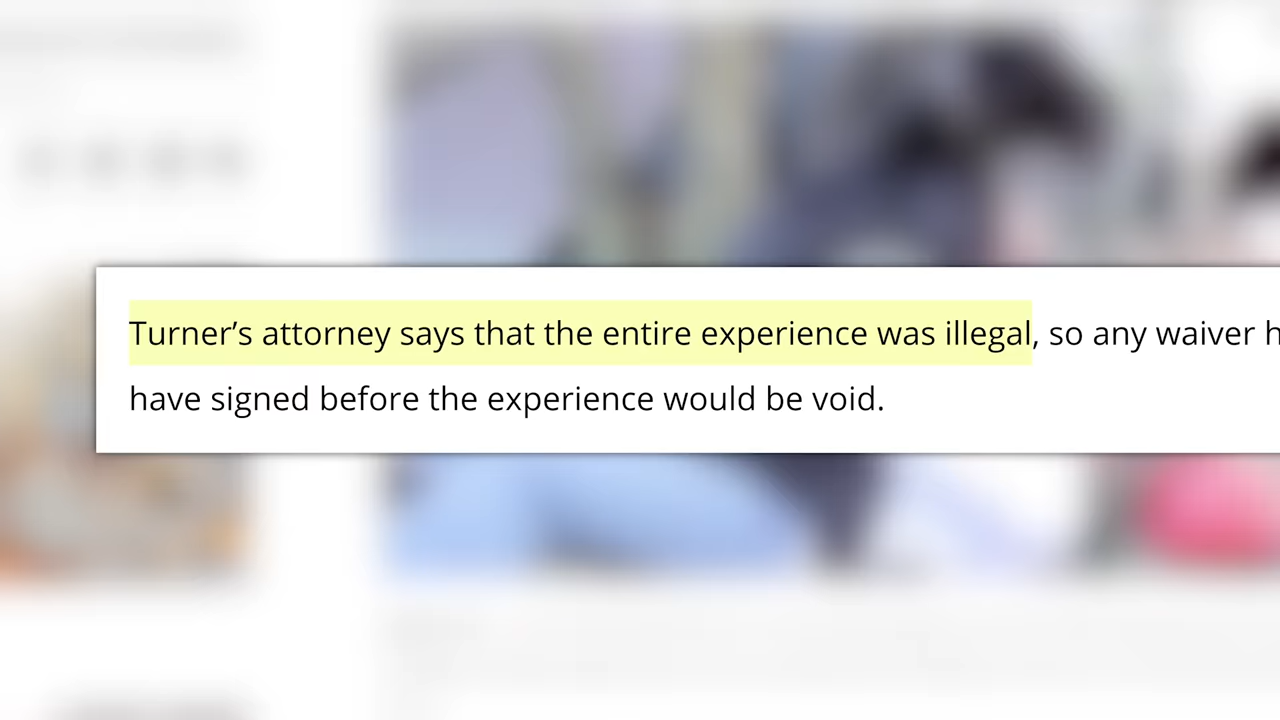 Turner’s attorney says that the entire experience was illegal, so any waiver
have signed before the experience would be void.